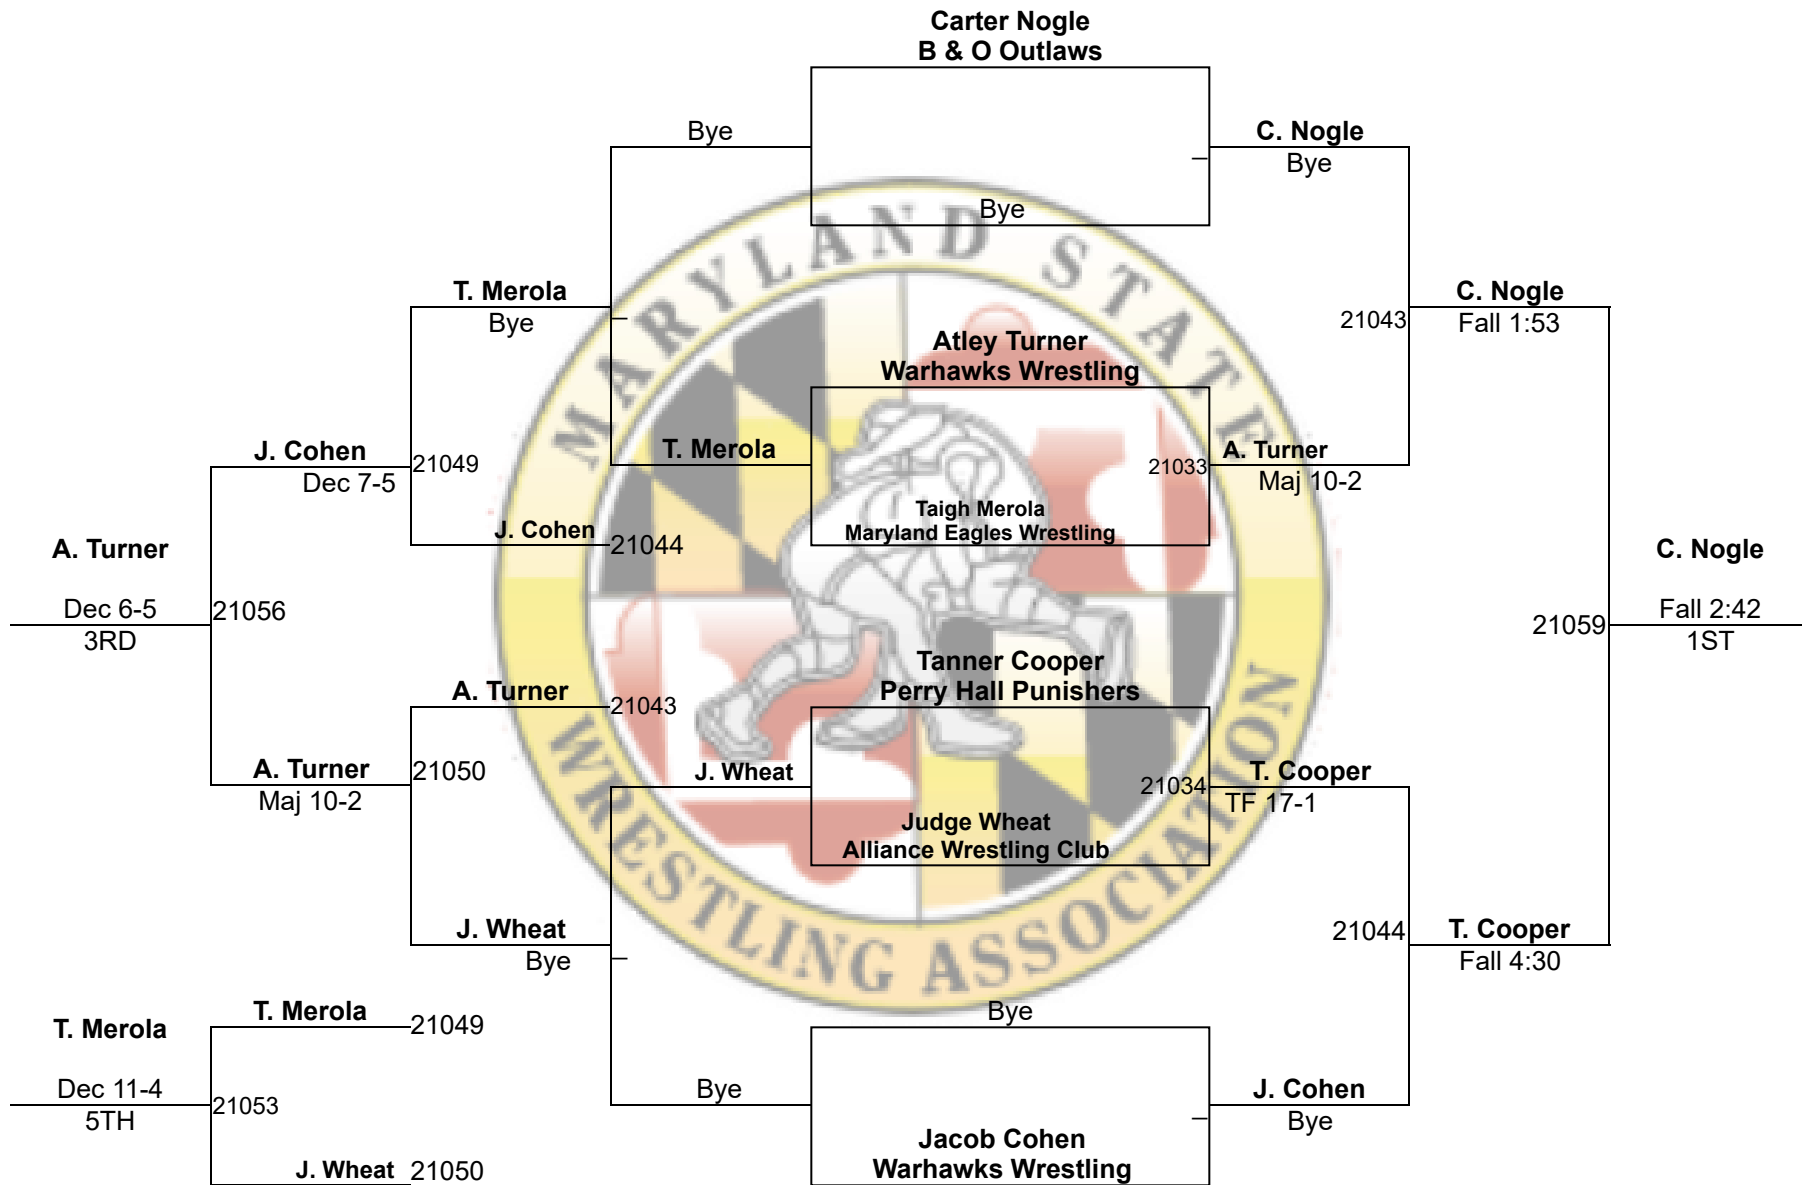 Carter Nogle
B & O Outlaws
Bye
C. Nogle
Bye
Bye
T. Merola
Bye
C. Nogle
Fall 1:53
21043
Atley Turner
Warhawks Wrestling
J. Cohen
Dec 7-5
21049
T. Merola
21033
A. Turner
Maj 10-2
Taigh Merola
Maryland Eagles Wrestling
J. Cohen
21044
A. Turner
Dec 6-5
3RD
21056
C. Nogle
Fall 2:42
1ST
21059
Tanner Cooper
Perry Hall Punishers
A. Turner
21043
A. Turner
Maj 10-2
21050
J. Wheat
21034
T. Cooper
TF 17-1
Judge Wheat
Alliance Wrestling Club
J. Wheat
Bye
21044
T. Cooper
Fall 4:30
T. Merola
Dec 11-4
5TH
T. Merola
21049
21053
J. Wheat
21050
Bye
Bye
J. Cohen
Bye
Jacob Cohen
Warhawks Wrestling
MARYLAND STATE
WRESTLING ASSOCIATION